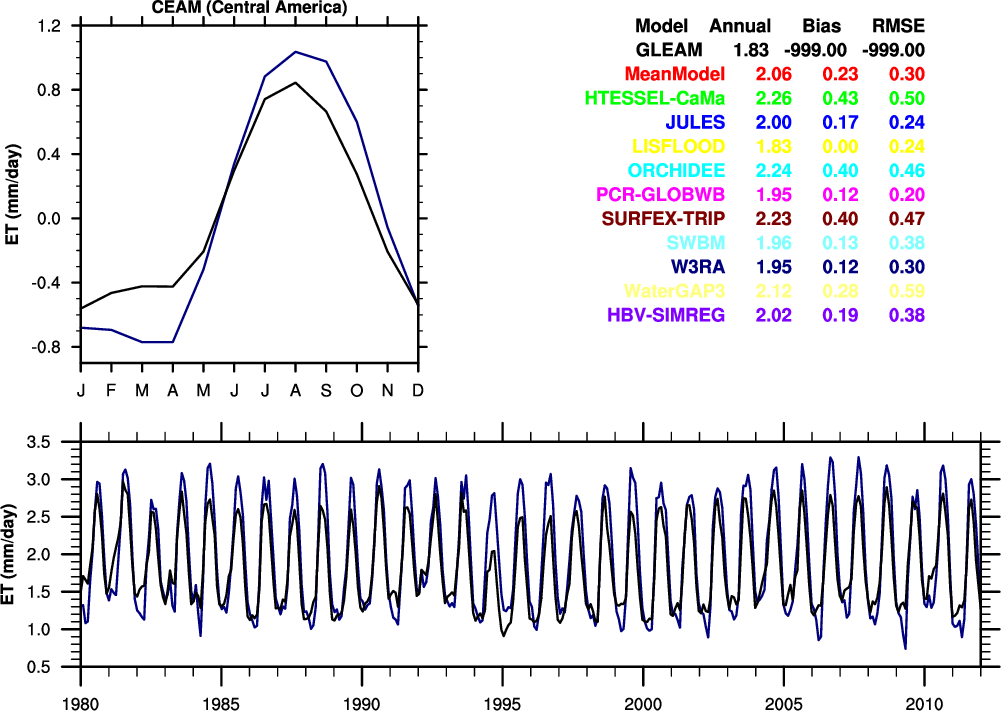 CEAM (Central America)
1.2
0.8
0.4
0.0
-0.4
-0.8
ET (mm/day)
J F M A M J J A S O N D
Model Annual Bias RMSE
GLEAM 1.83 -999.00 -999.00
MeanModel 2.06 0.23 0.30
HTESSEL-CaMa 2.26 0.43 0.50
JULES 2.00 0.17 0.24
LISFLOOD 1.83 0.00 0.24
ORCHIDEE 2.24 0.40 0.46
PCR-GLOBWB 1.95 0.12 0.20
SURFEX-TRIP 2.23 0.40 0.47
SWBM 1.96 0.13 0.38
W3RA 1.95 0.12 0.30
WaterGAP3 2.12 0.28 0.59
HBV-SIMREG 2.02 0.19 0.38
3.5
3.0
2.5
2.0
1.5
1.0
0.5
ET (mm/day)
1980 1985 1990 1995 2000 2005 2010